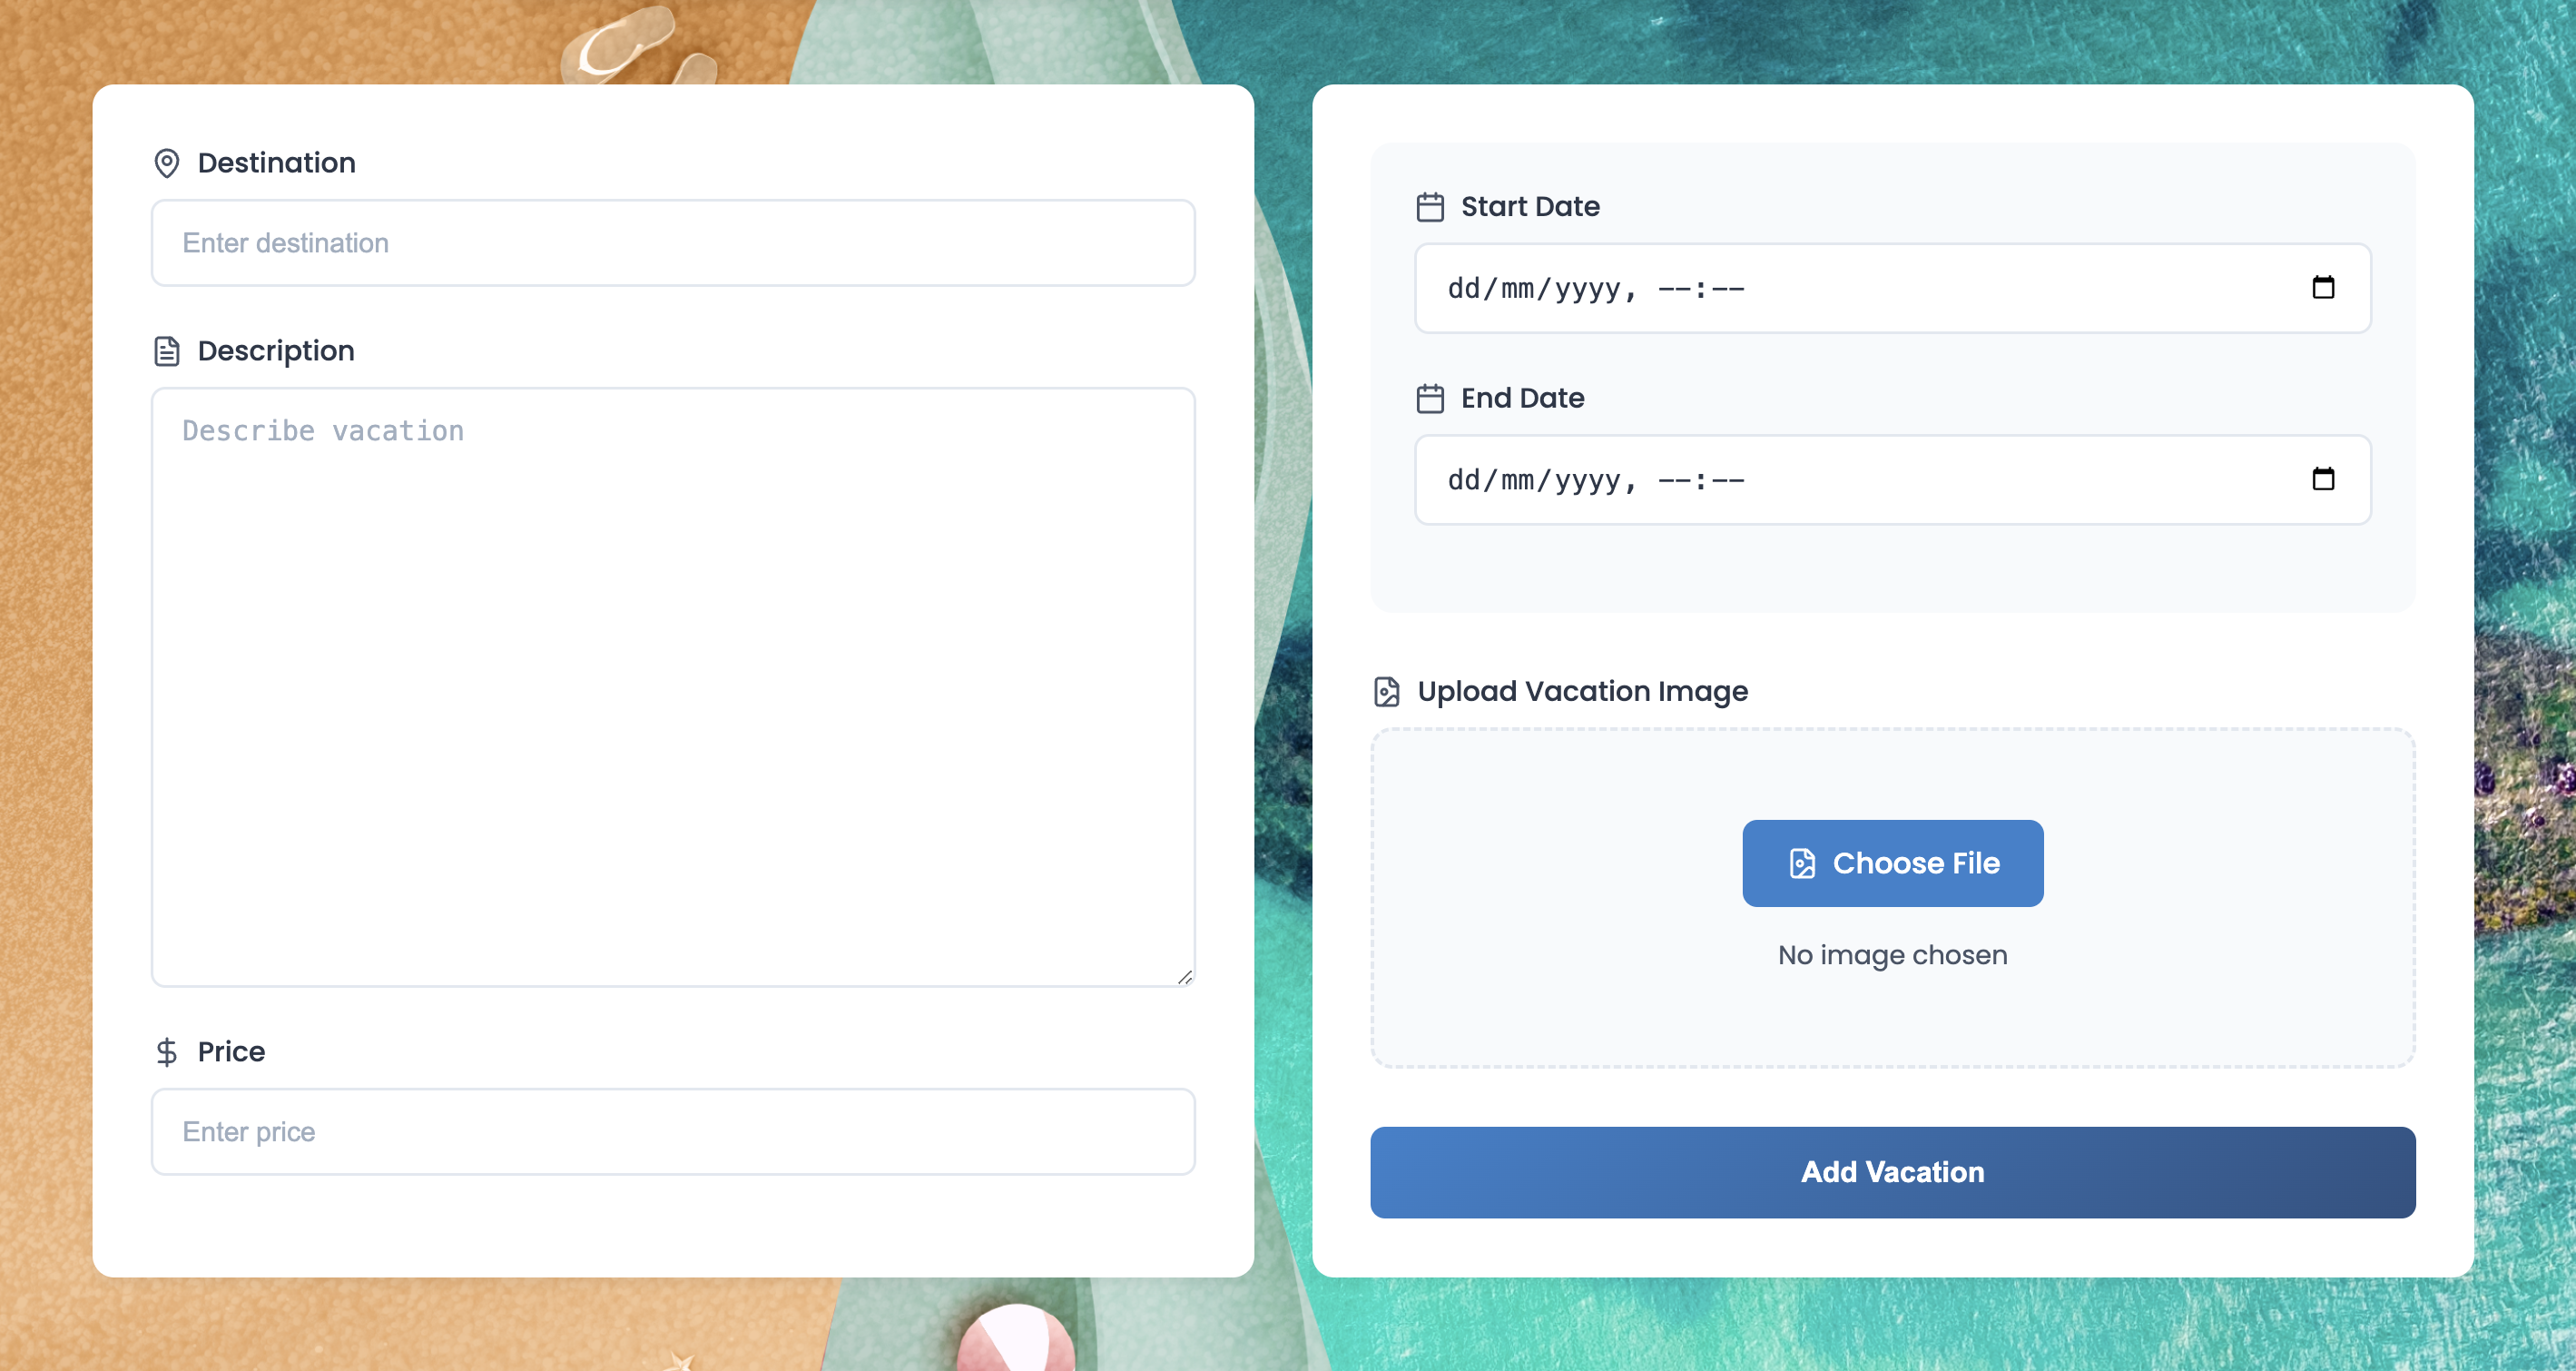 Destination
Enter destination
Description
Describe vacation
Price
Enter price
Start Date
dd/mm/yyyy, --:--
End Date
dd/mm/yyyy, --:--
Upload Vacation Image
Choose File
No image chosen
Add Vacation